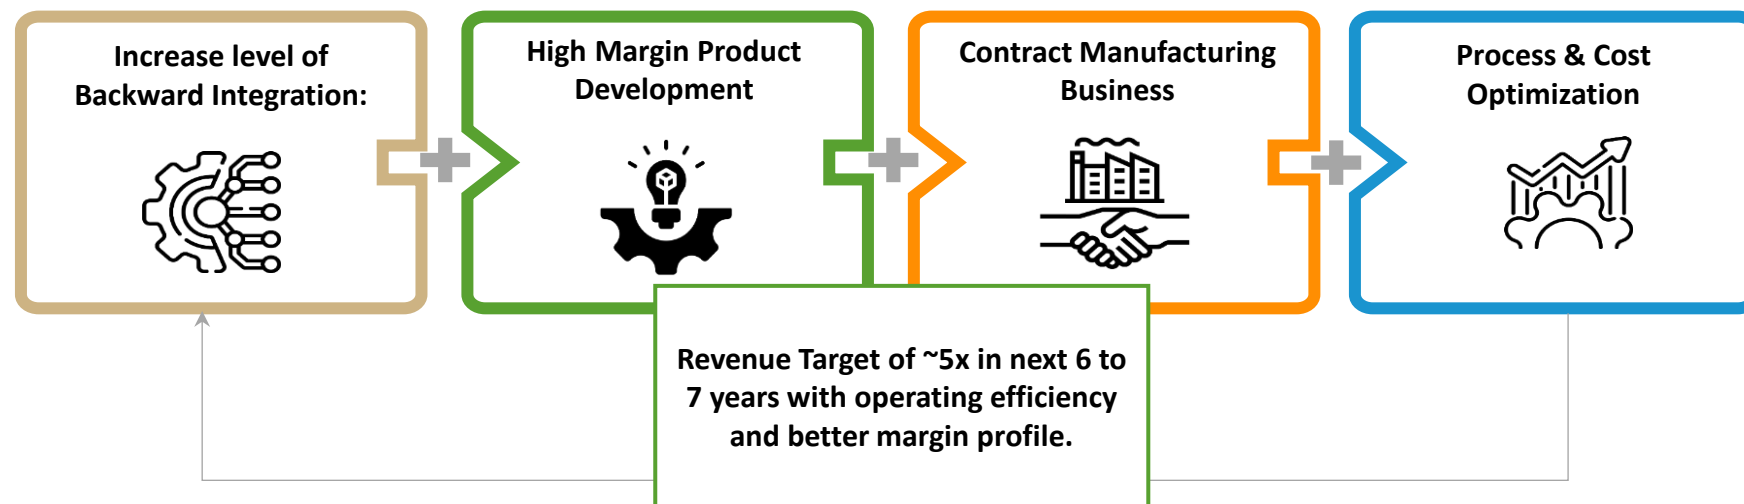 Increase level of
Backward Integration:
High Margin Product
Development
Contract Manufacturing
Business
Process & Cost
Optimization
Revenue Target of ~5x in next 6 to
7 years with operating efficiency
and better margin profile.